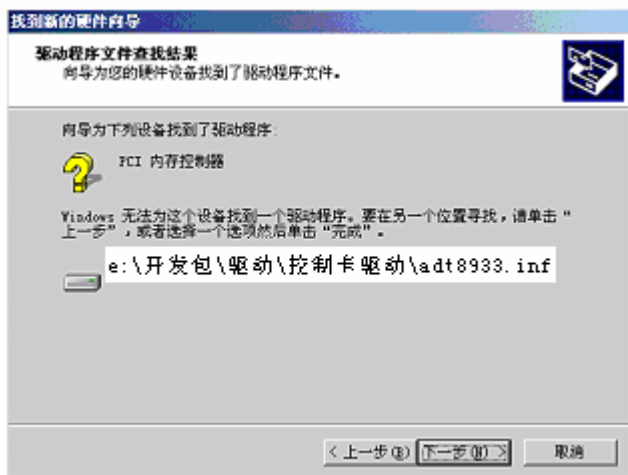 找到新的硬件向导
驱动程序文件查找结果
向导为您的硬件设备找到了驱动程序文件。
向导为下列设备找到了驱动程序:
PCI 内存控制器
Windows 无法为这个设备找到一个驱动程序。要在另一个位置寻找，请单击“
上一步”，或者选择一个选项然后单击“完成”。
e:\开发包\驱动\控制卡驱动\adt8933.inf
< 上一步(B) 下一步(N) > 取消